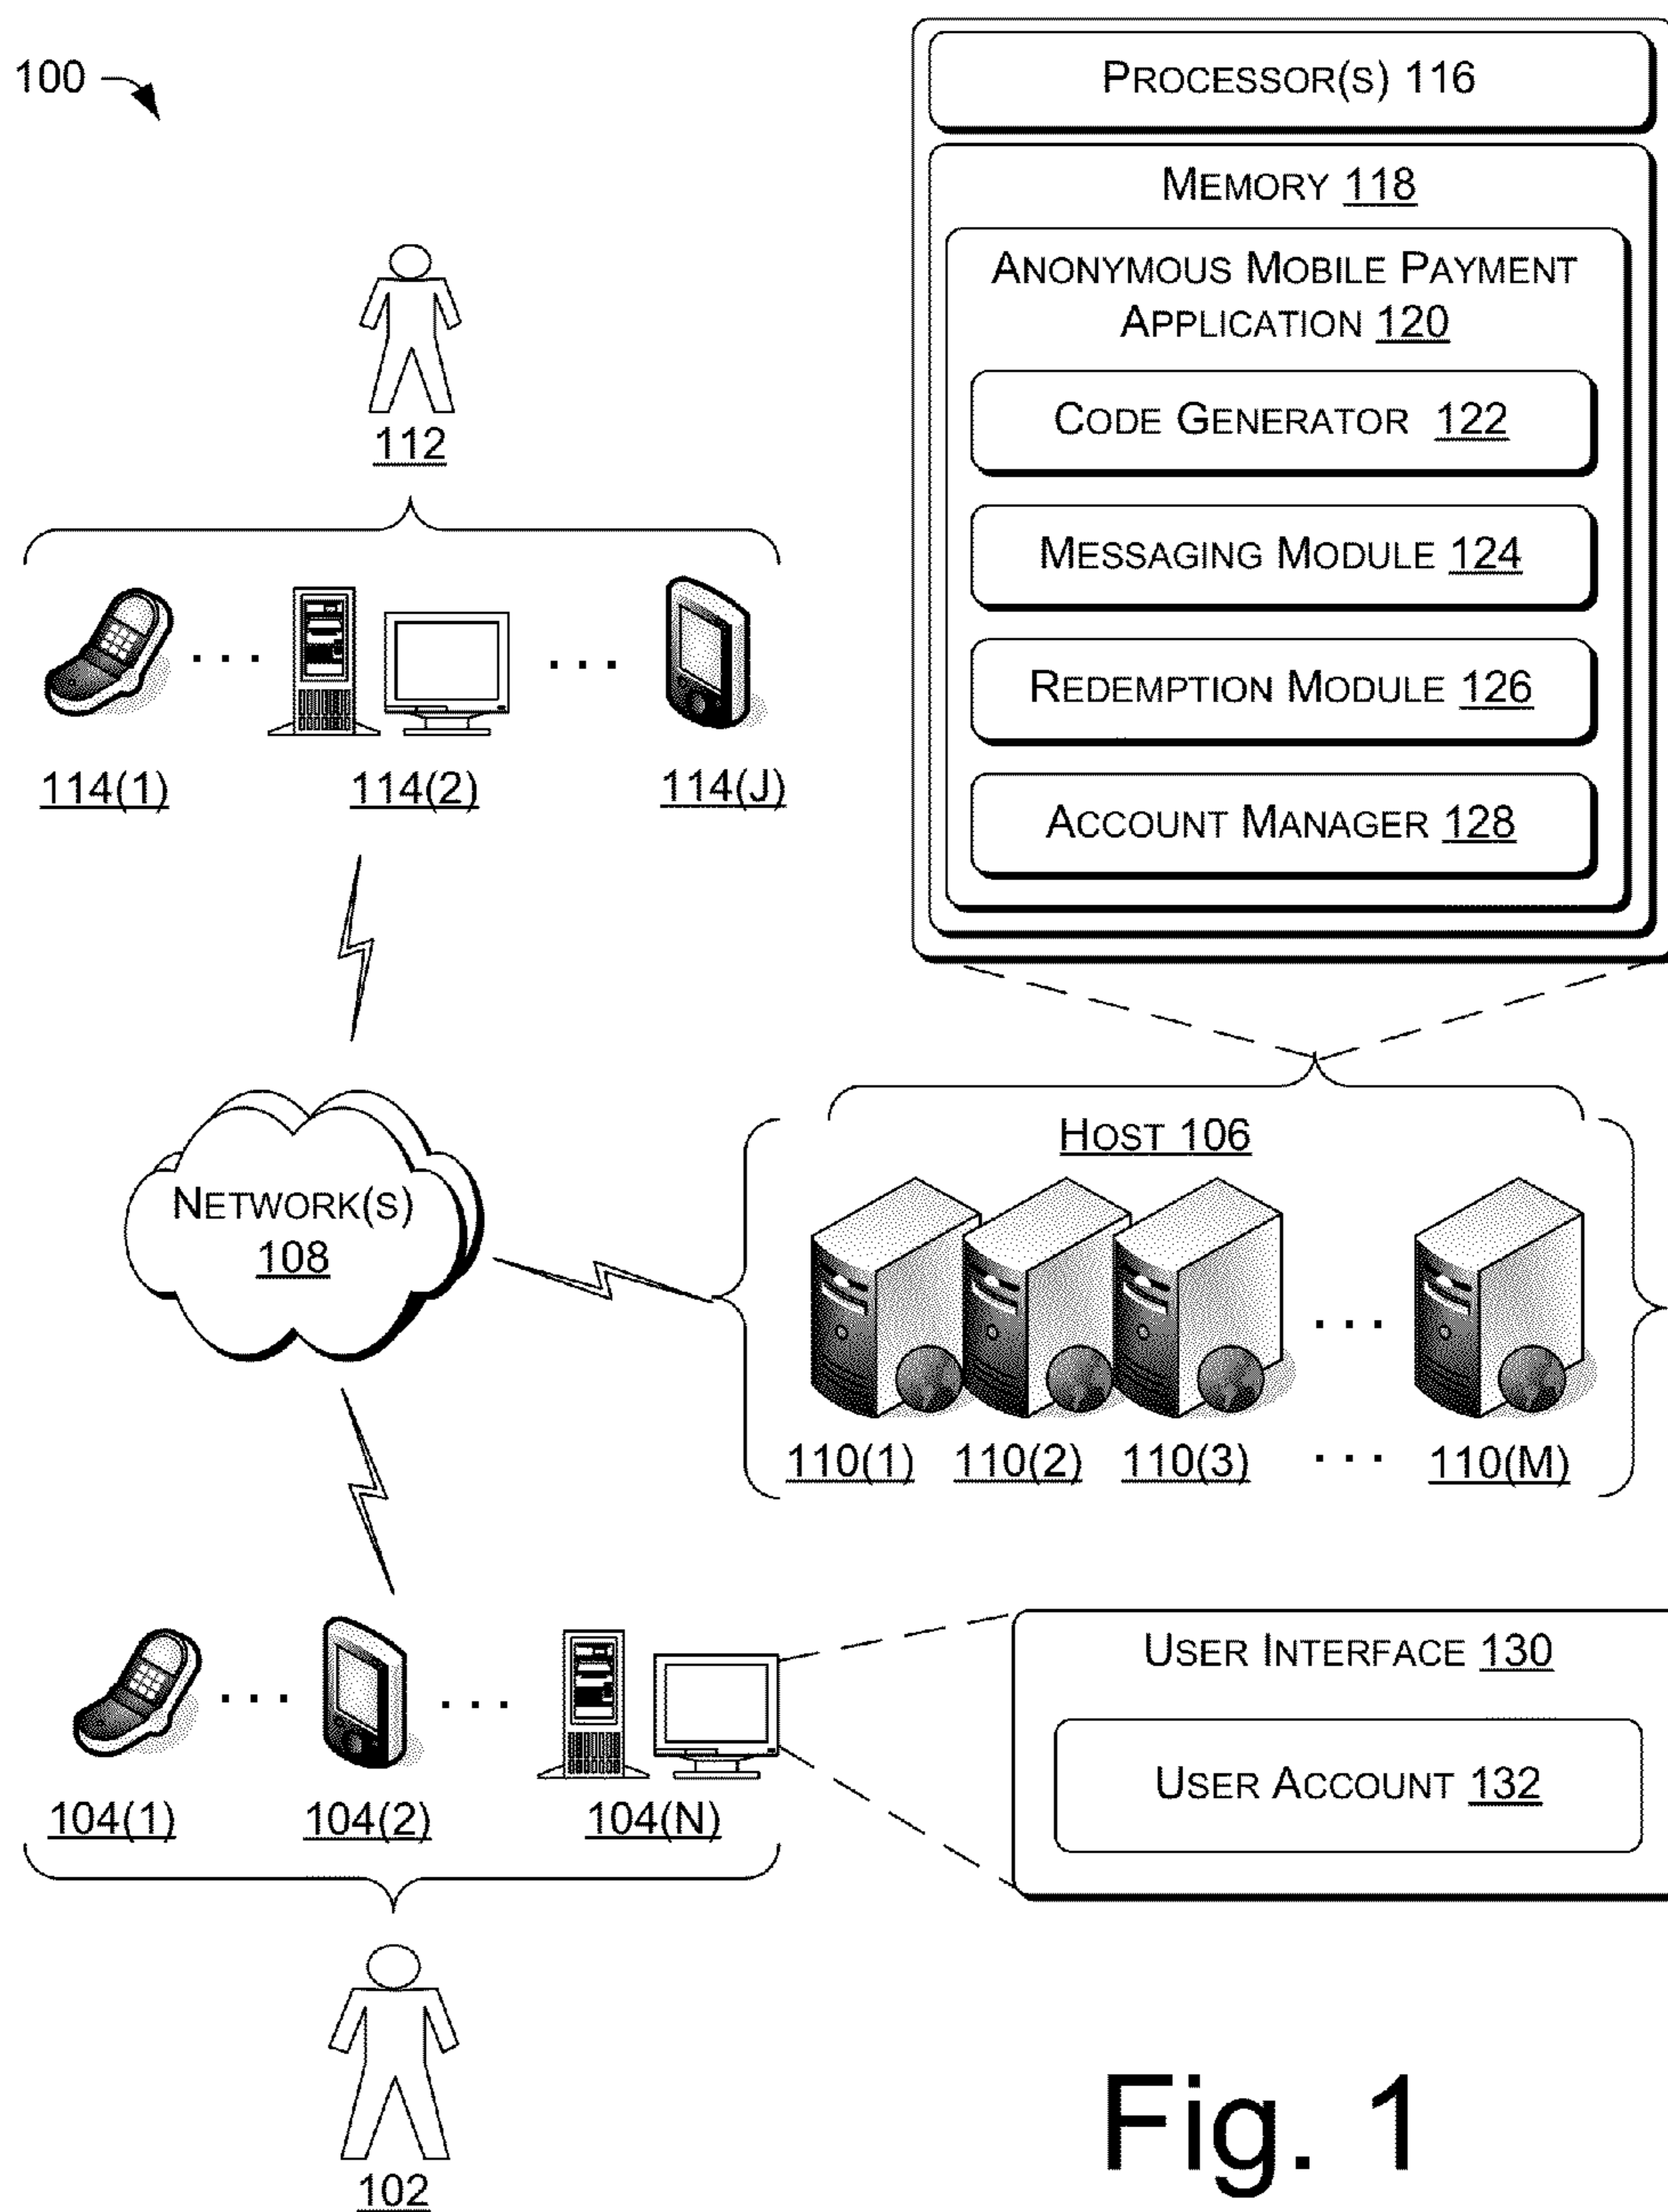 100
PROCESSOR(S) 116
MEMORY 118
ANONYMOUS MOBILE PAYMENT
APPLICATION 120
CODE GENERATOR 122
MESSAGING MODULE 124
REDEMPTION MODULE 126
ACCOUNT MANAGER 128
112
... ...
114(1) 114(2) 114(J)
NETWORK(S)
108
HOST 106
...
110(1) 110(2) 110(3) ... 110(M)
... ...
104(1) 104(2) 104(N)
USER INTERFACE 130
USER ACCOUNT 132
102
Fig. 1